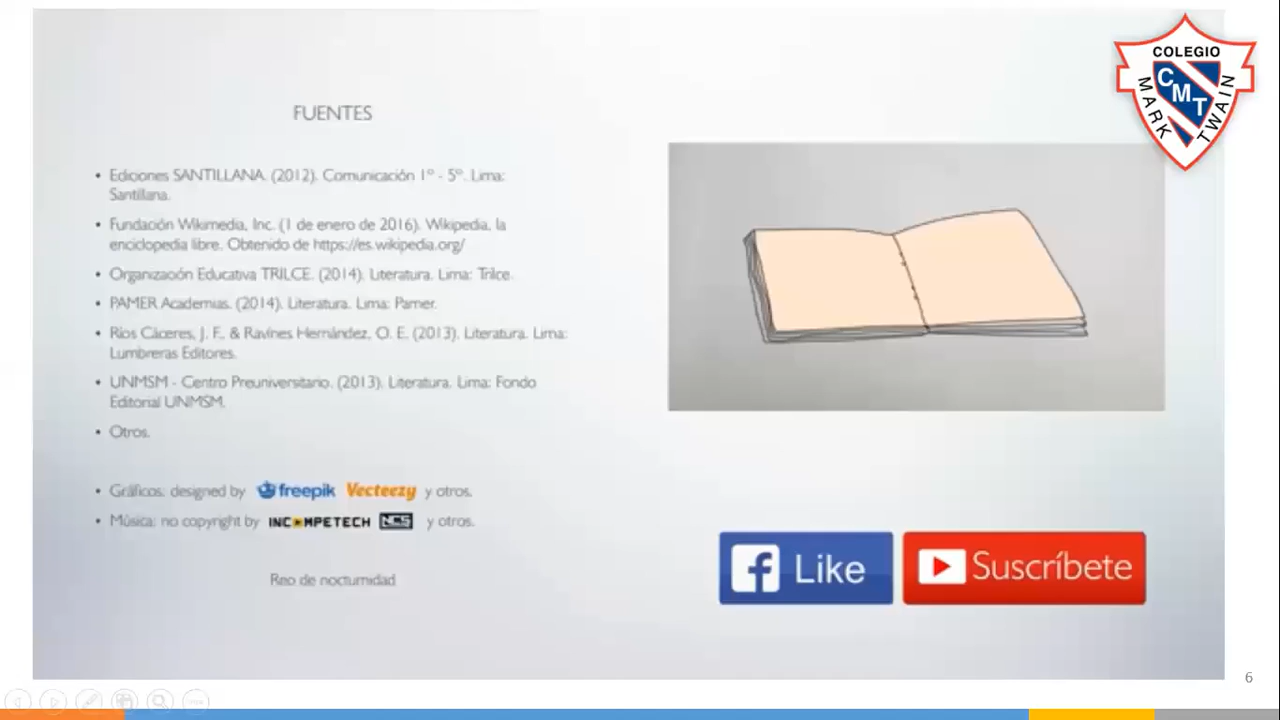 COLEGIO
CMT
MARK TWAIN
FUENTES
• Ediciones SANTILLANA. (2012). Comunicación 1º - 5º. Lima:
Santillana.
• Fundación Wikimedia, Inc. (1 de enero de 2016). Wikipedia, la
enciclopedia libre. Obtenido de https://es.wikipedia.org/
• Organización Educativa TRILCE. (2014). Literatura. Lima: Trilce.
• PAMER Academias. (2014). Literatura. Lima: Pamer.
• Ríos Cáceres, J. F., & Ravines Hernández, O. E. (2013). Literatura. Lima:
Lumbreras Editores.
• UNMSM - Centro Preuniversitario. (2013). Literatura. Lima: Fondo
Editorial UNMSM.
• Otros.
• Gráficos: designed by freepik Vecteezy y otros.
• Música: no copyright by INCOMPETECH NCS y otros.
Reo de nocturnidad
f Like
Suscríbete
6